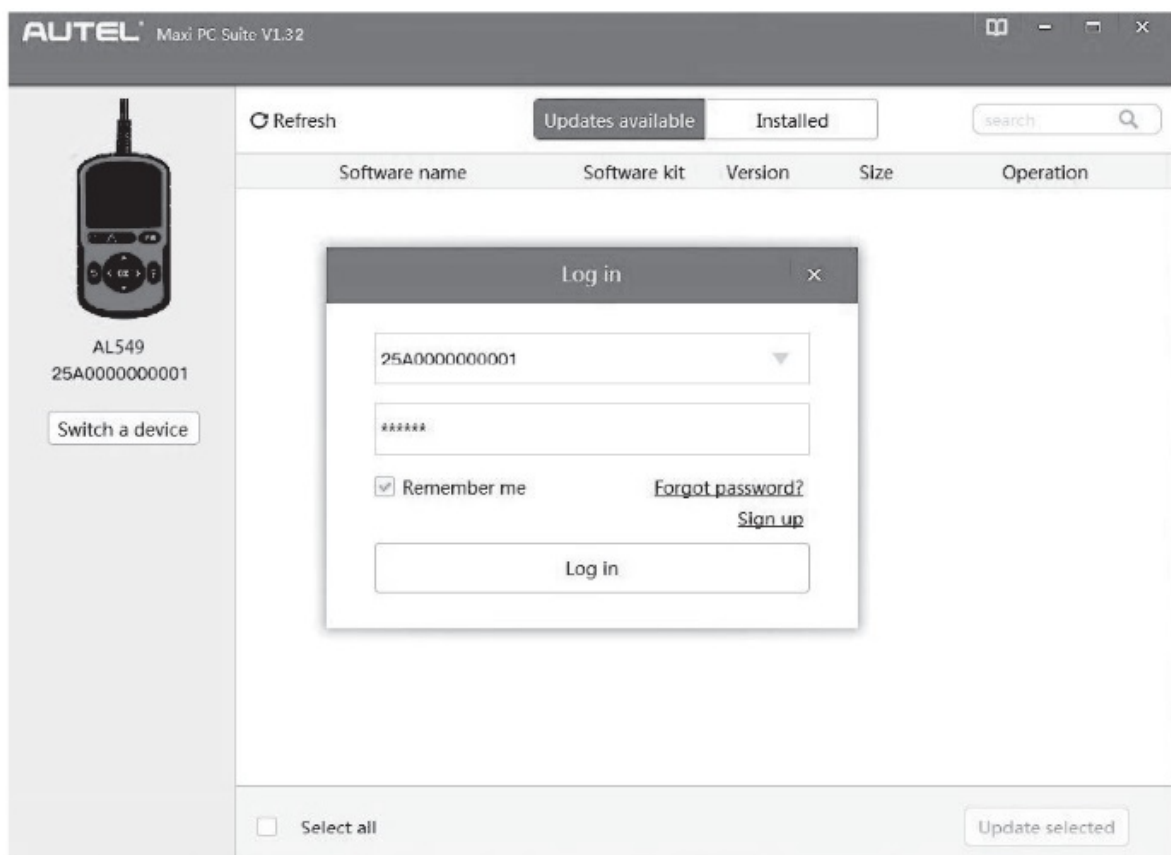 AUTEL Maxi PC Suite V1.32
Refresh
Updates available
Installed
search
Software name Software kit Version Size Operation
AL549
25A0000000001
Switch a device
Log in
25A0000000001
******
Remember me
Forgot password?
Sign up
Log in
Select all
Update selected